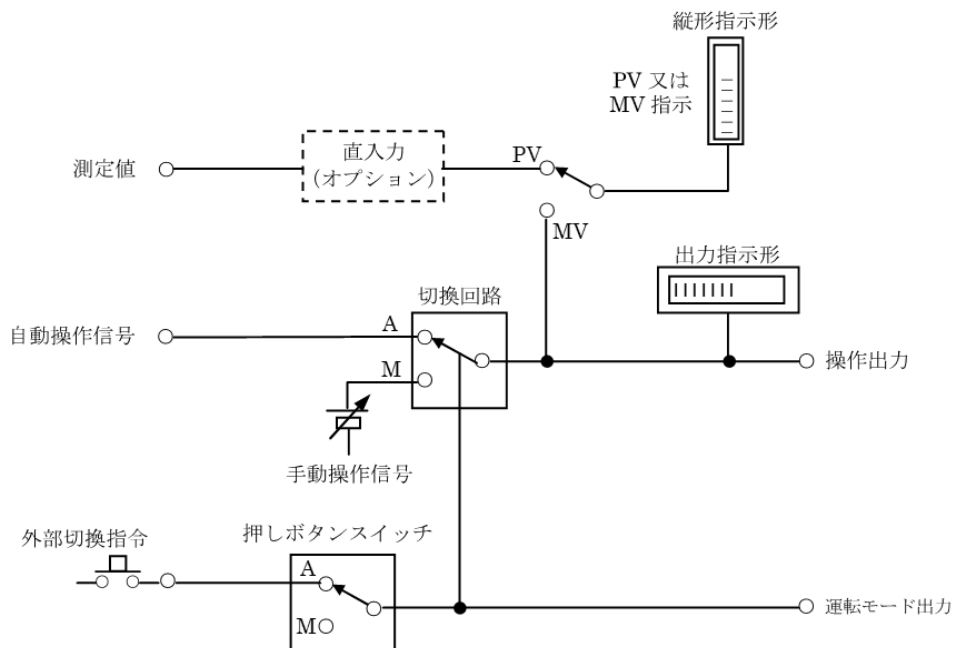 縦形指示形
PV 又は
MV 指示
直入力
（オプション）
測定値
PV
MV
出力指示形
切換回路
自動操作信号
A
M
操作出力
手動操作信号
押しボタンスイッチ
外部切換指令
A
M
運転モード出力